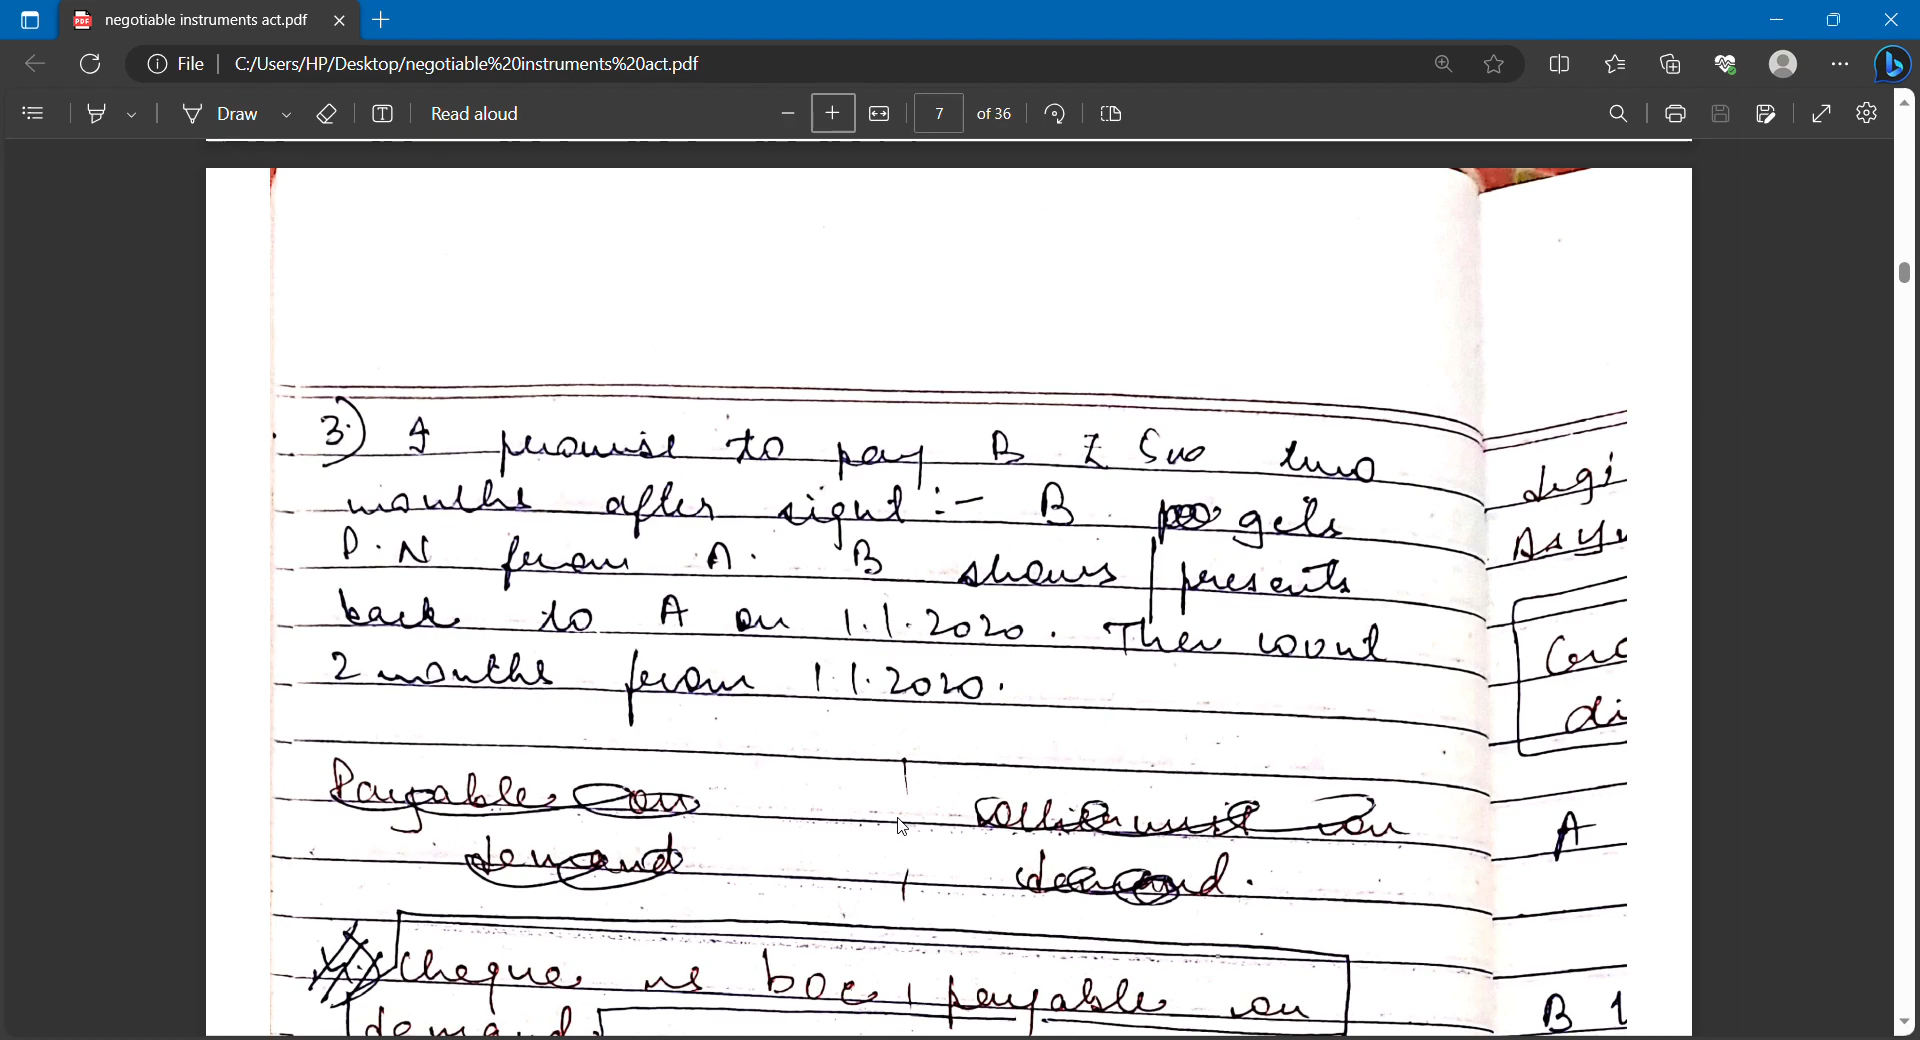 negotiable instruments act.pdf
File C:/Users/HP/Desktop/negotiable%20instruments%20act.pdf
Draw Read aloud 7 of 36
3.) I promise to pay B ₹ 500 two
months after sight :- B gets
P.N from A. B shows / presents
back to A on 1.1.2020. Then count
2 months from 1.1.2020.
Payable on
demand
demand.
cheque is boe, payable on
demand.
A
B